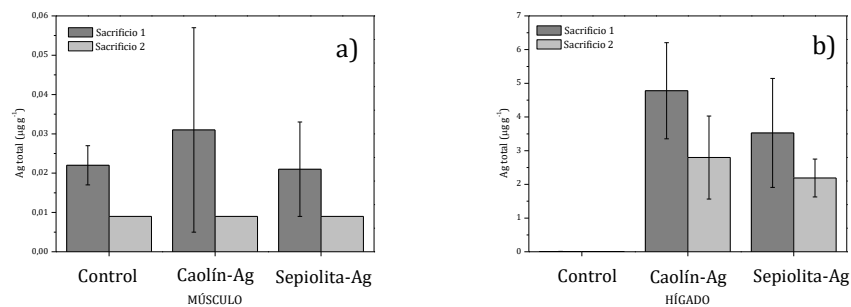 0,06
0,05
0,04
0,03
0,02
0,01
0,00
Ag total (µg g-1)
Sacrificio 1
Sacrificio 2
a)
Control
Caolín-Ag
Sepiolita-Ag
MÚSCULO
7
6
5
4
3
2
1
0
Ag total (µg g-1)
Sacrificio 1
Sacrificio 2
b)
Control
Caolín-Ag
Sepiolita-Ag
HÍGADO